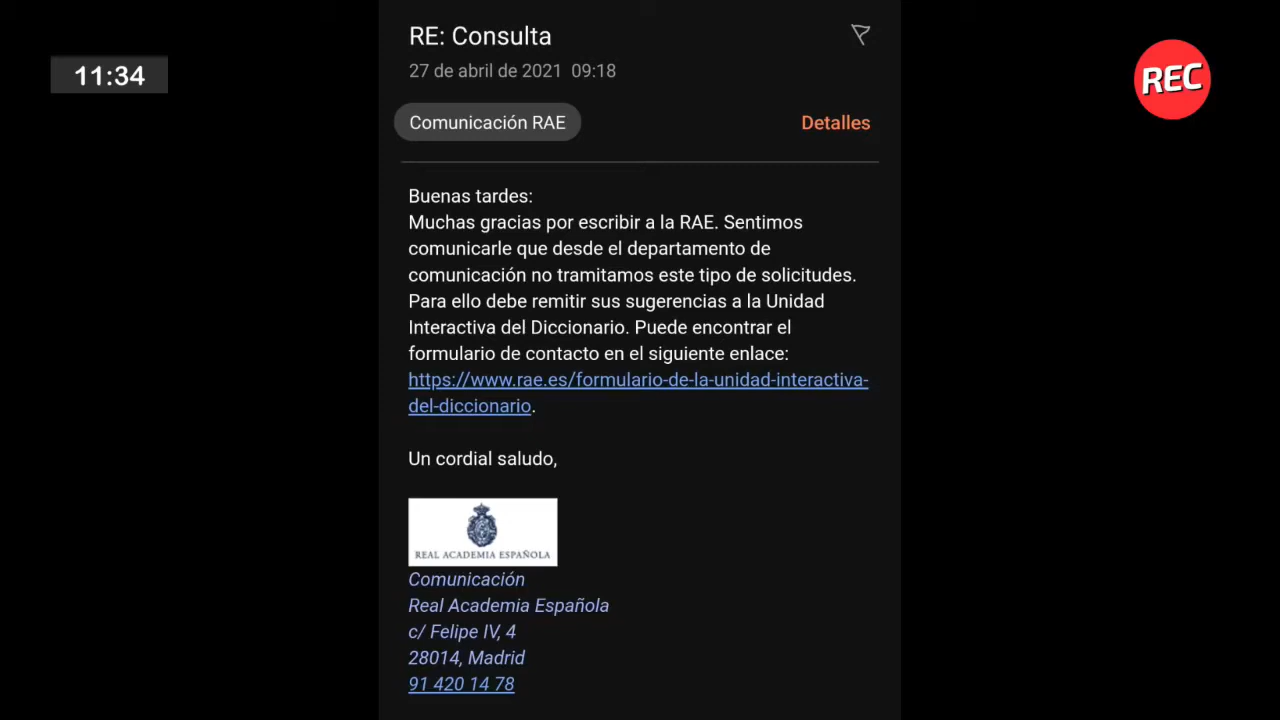 RE: Consulta
27 de abril de 2021 09:18
11:34
REC
Comunicación RAE
Detalles
Buenas tardes:
Muchas gracias por escribir a la RAE. Sentimos
comunicarle que desde el departamento de
comunicación no tramitamos este tipo de solicitudes.
Para ello debe remitir sus sugerencias a la Unidad
Interactiva del Diccionario. Puede encontrar el
formulario de contacto en el siguiente enlace:
https://www.rae.es/formulario-de-la-unidad-interactiva-
del-diccionario.
Un cordial saludo,
REAL ACADEMIA ESPAÑOLA
Comunicación
Real Academia Española
c/ Felipe IV, 4
28014, Madrid
91 420 14 78